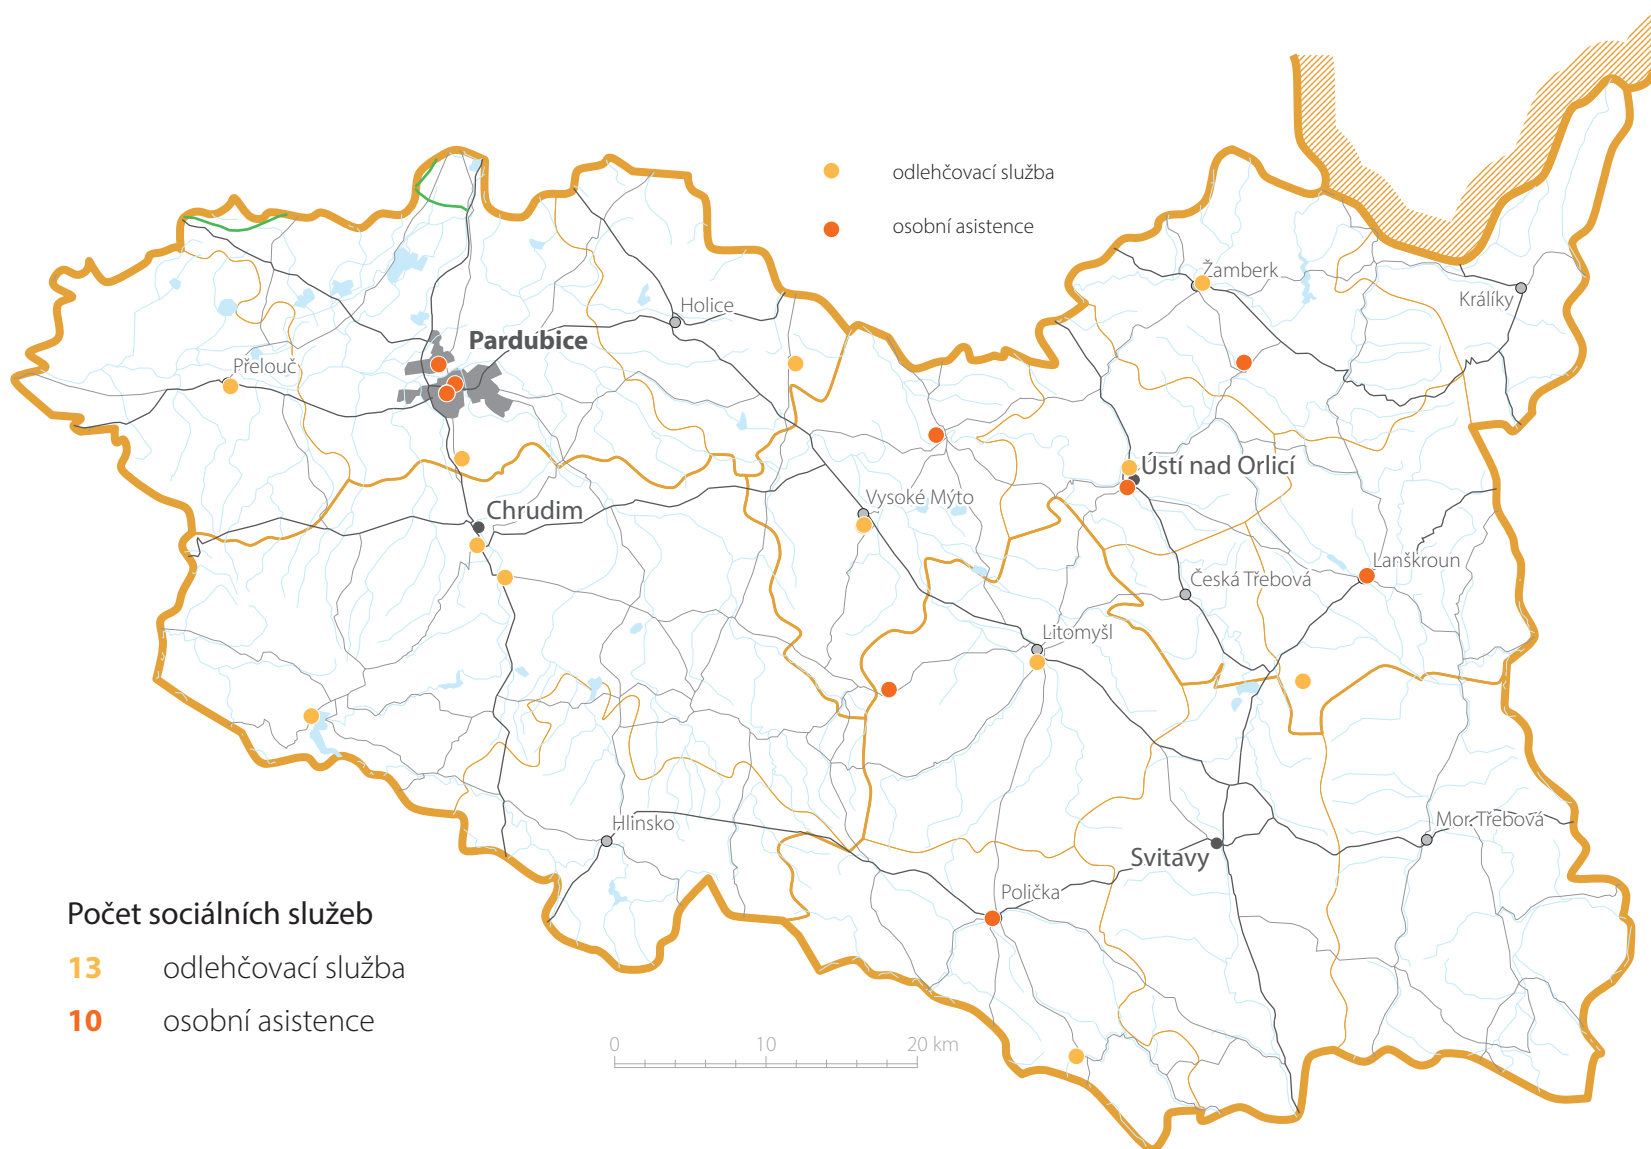 odlehčovací služba
osobní asistence
Žamberk
Králíky
Holice
Pardubice
Přelouč
Ústí nad Orlicí
Vysoké Mýto
Chrudim
Lanškroun
Česká Třebová
Litomyšl
Hlinsko
Mor. Třebová
Svitavy
Polička
Počet sociálních služeb
13 odlehčovací služba
10 osobní asistence
0 10 20 km